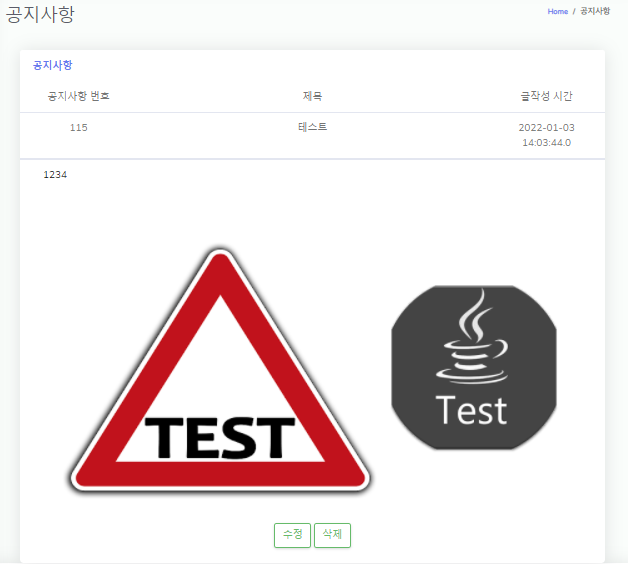 공지사항
Home / 공지사항
공지사항
공지사항 번호 제목 글작성 시간
115 테스트 2022-01-03
14:03:44.0
1234
TEST
Test
수정 삭제